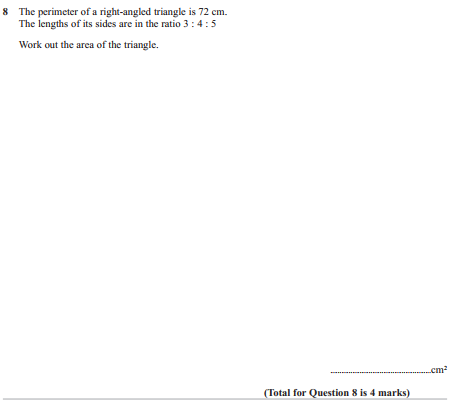 8 The perimeter of a right-angled triangle is 72 cm.
The lengths of its sides are in the ratio 3 : 4 : 5
Work out the area of the triangle.
..........................................cm²
(Total for Question 8 is 4 marks)